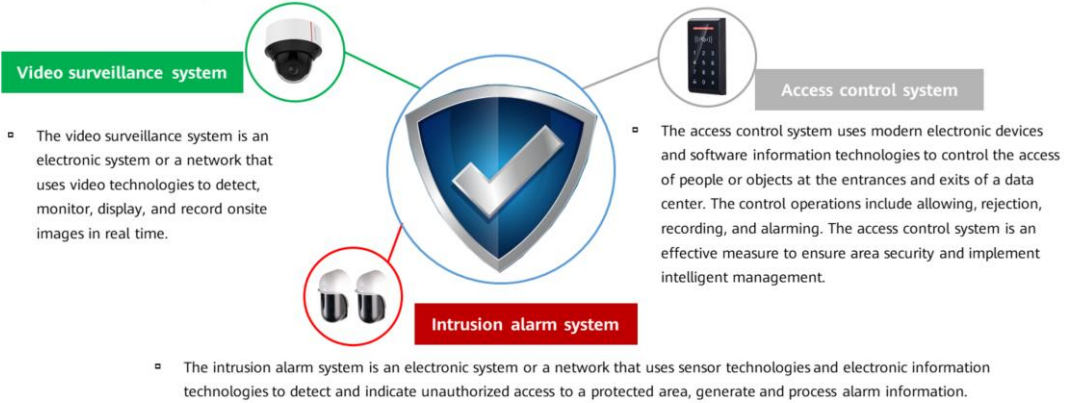 Video surveillance system
▫ The video surveillance system is an
electronic system or a network that
uses video technologies to detect,
monitor, display, and record onsite
images in real time.
Access control system
▫ The access control system uses modern electronic devices
and software information technologies to control the access
of people or objects at the entrances and exits of a data
center. The control operations include allowing, rejection,
recording, and alarming. The access control system is an
effective measure to ensure area security and implement
intelligent management.
Intrusion alarm system
▫ The intrusion alarm system is an electronic system or a network that uses sensor technologies and electronic information
technologies to detect and indicate unauthorized access to a protected area, generate and process alarm information.